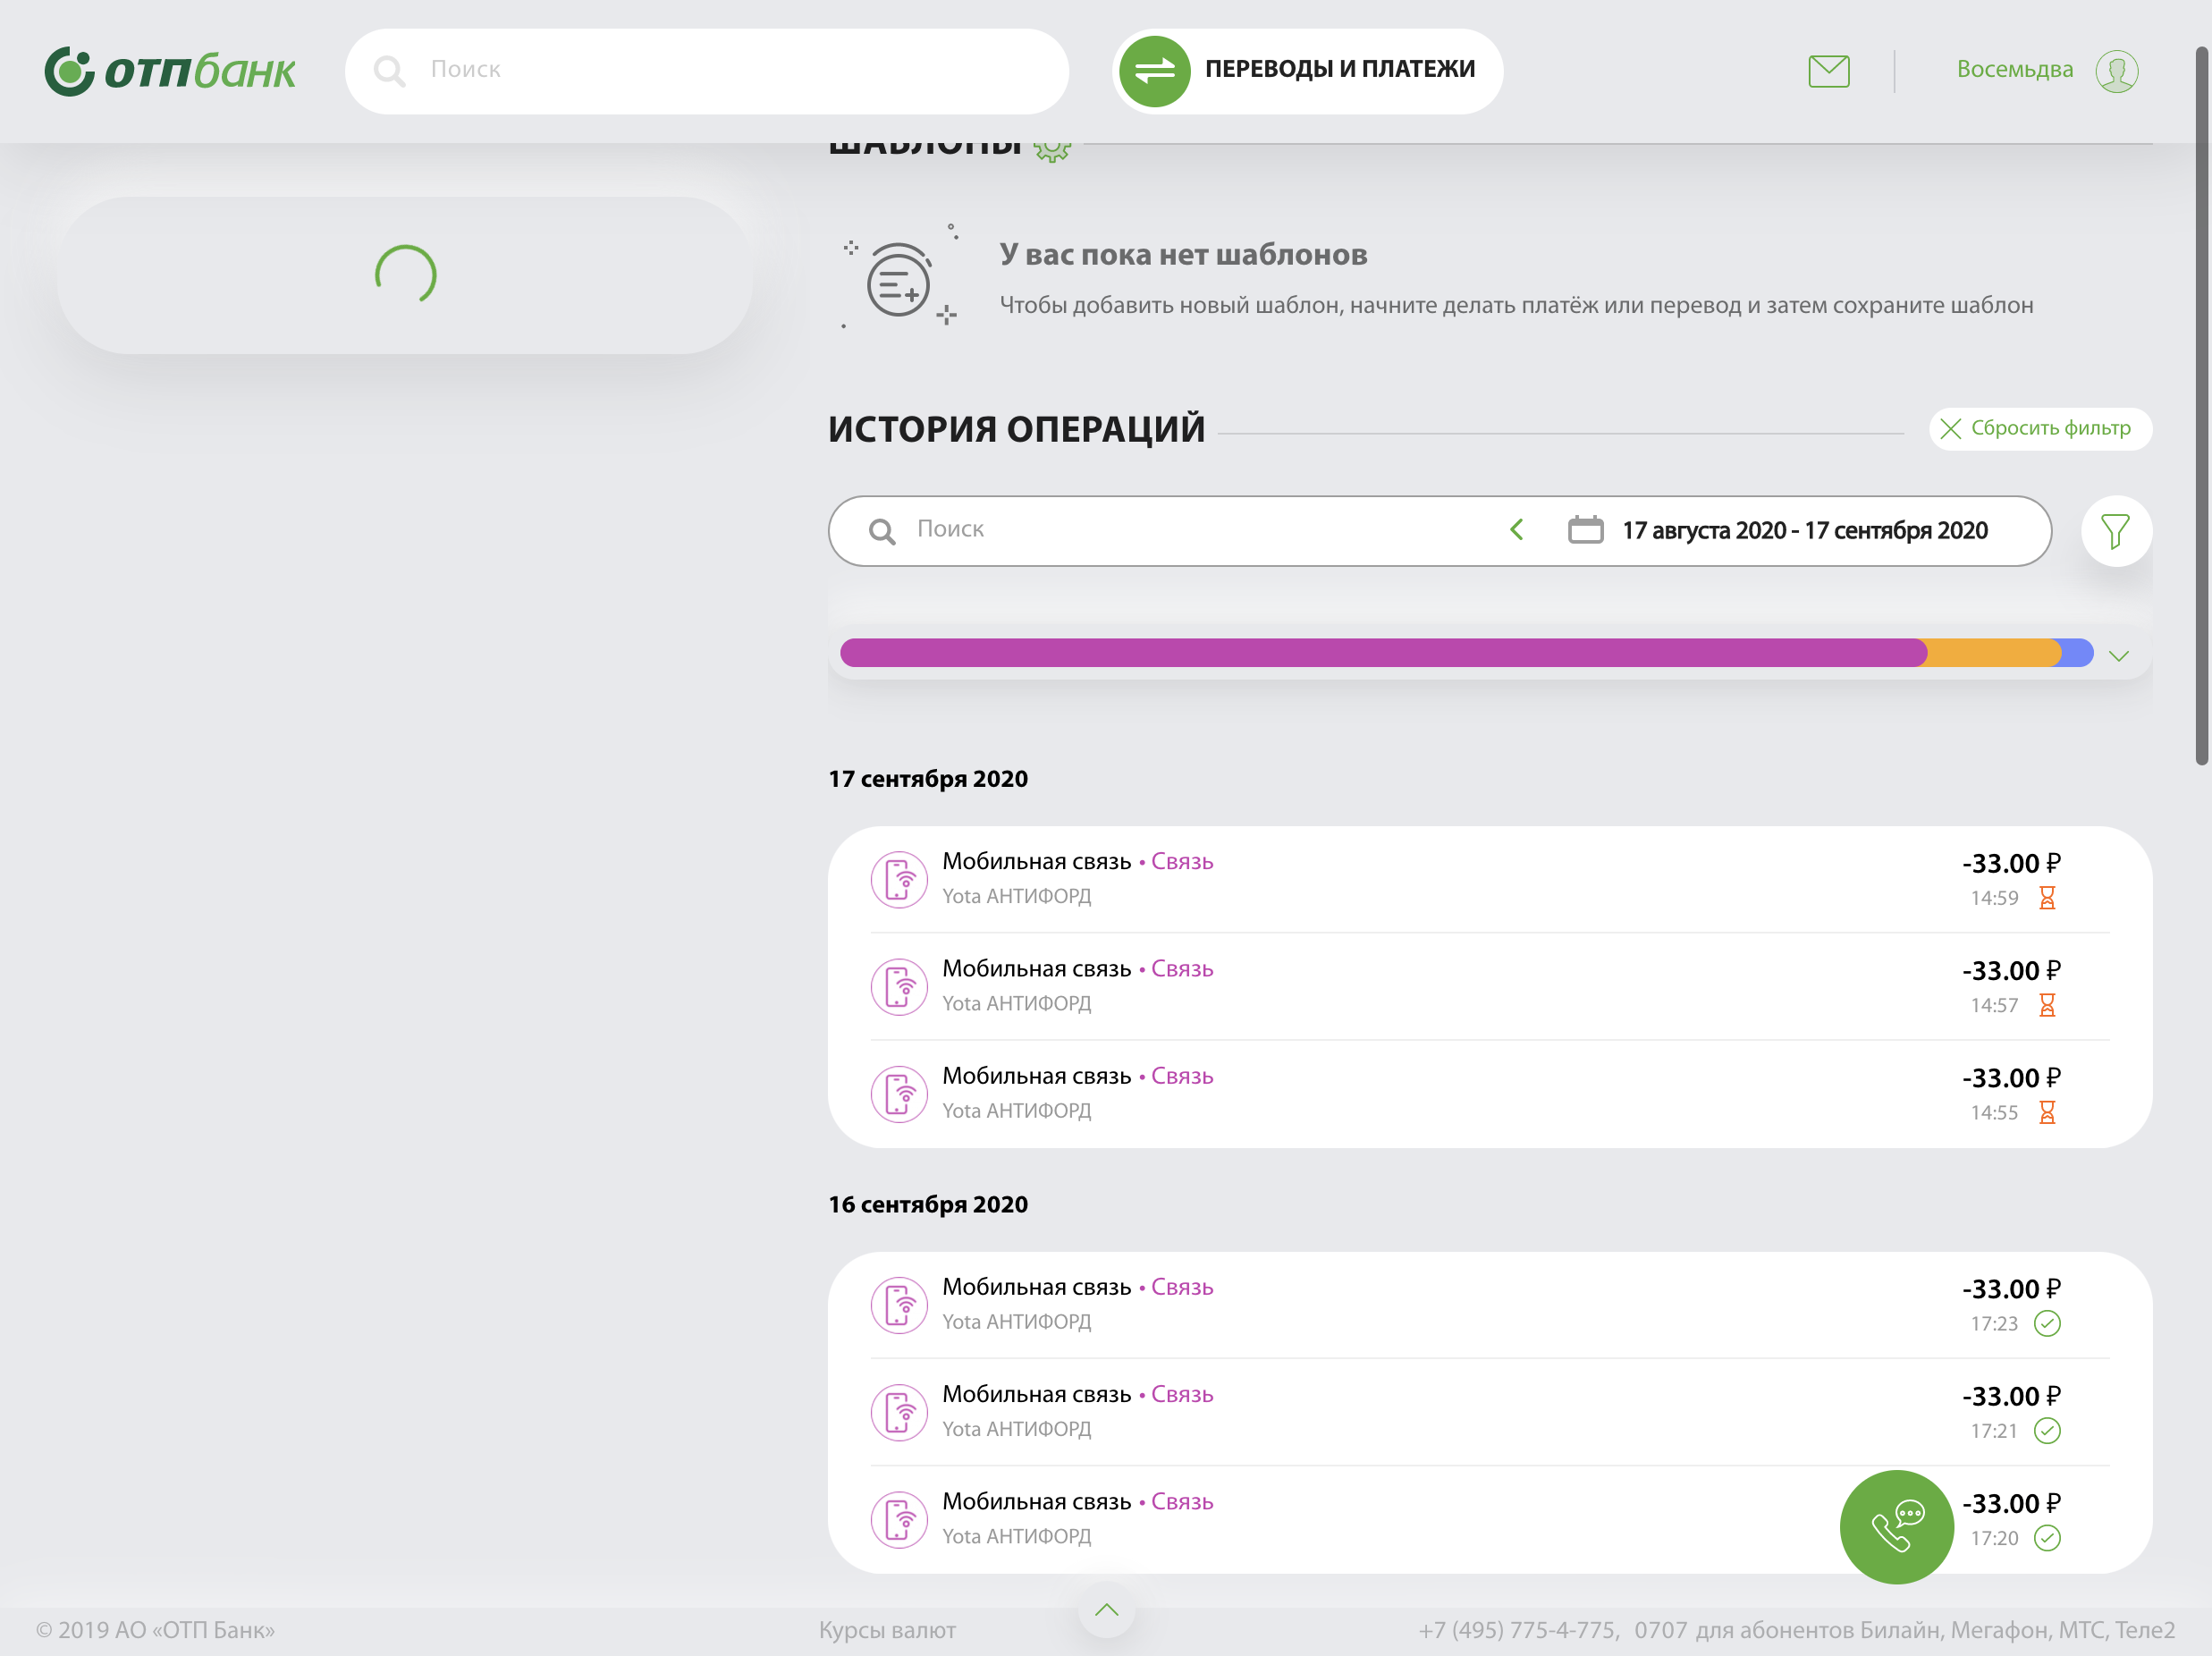 отпбанк
Поиск
ПЕРЕВОДЫ И ПЛАТЕЖИ
Восемьдва
ШАБЛОНЫ
У вас пока нет шаблонов
Чтобы добавить новый шаблон, начните делать платёж или перевод и затем сохраните шаблон
ИСТОРИЯ ОПЕРАЦИЙ
Сбросить фильтр
Поиск
17 августа 2020 - 17 сентября 2020
17 сентября 2020
Мобильная связь • Связь
-33.00 ₽
Yota АНТИФОРД
14:59
Мобильная связь • Связь
-33.00 ₽
Yota АНТИФОРД
14:57
Мобильная связь • Связь
-33.00 ₽
Yota АНТИФОРД
14:55
16 сентября 2020
Мобильная связь • Связь
-33.00 ₽
Yota АНТИФОРД
17:23
Мобильная связь • Связь
-33.00 ₽
Yota АНТИФОРД
17:21
Мобильная связь • Связь
-33.00 ₽
Yota АНТИФОРД
17:20
© 2019 АО «ОТП Банк»
Курсы валют
+7 (495) 775-4-775, 0707 для абонентов Билайн, Мегафон, МТС, Теле2